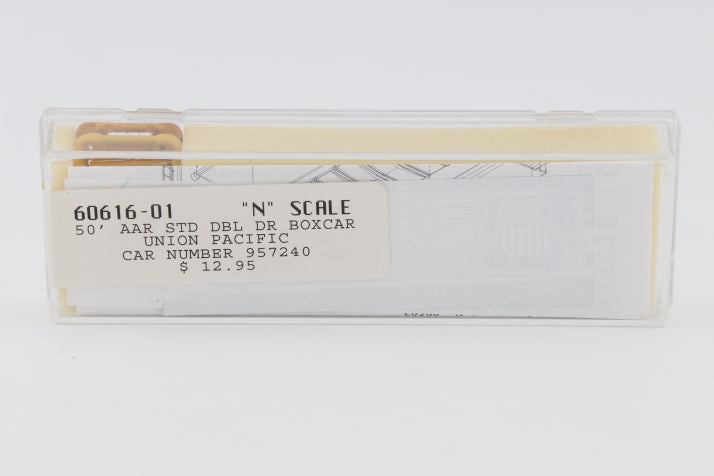 60616-01 "N" SCALE
50' AAR STD DBL DR BOXCAR
UNION PACIFIC
CAR NUMBER 957240
$ 12.95